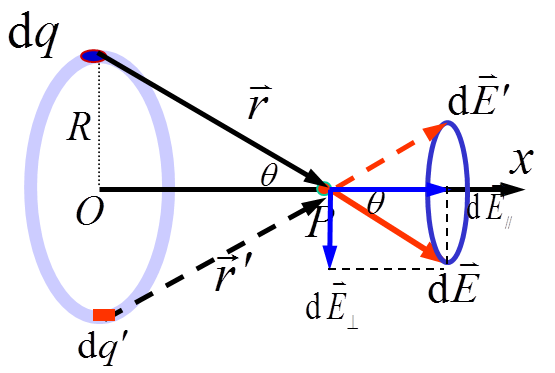 dq
r⃗
R
θ
O
P
θ
dE⃗′
x
dE⃗∥
dE⃗
r⃗′
dE⃗⊥
dq′